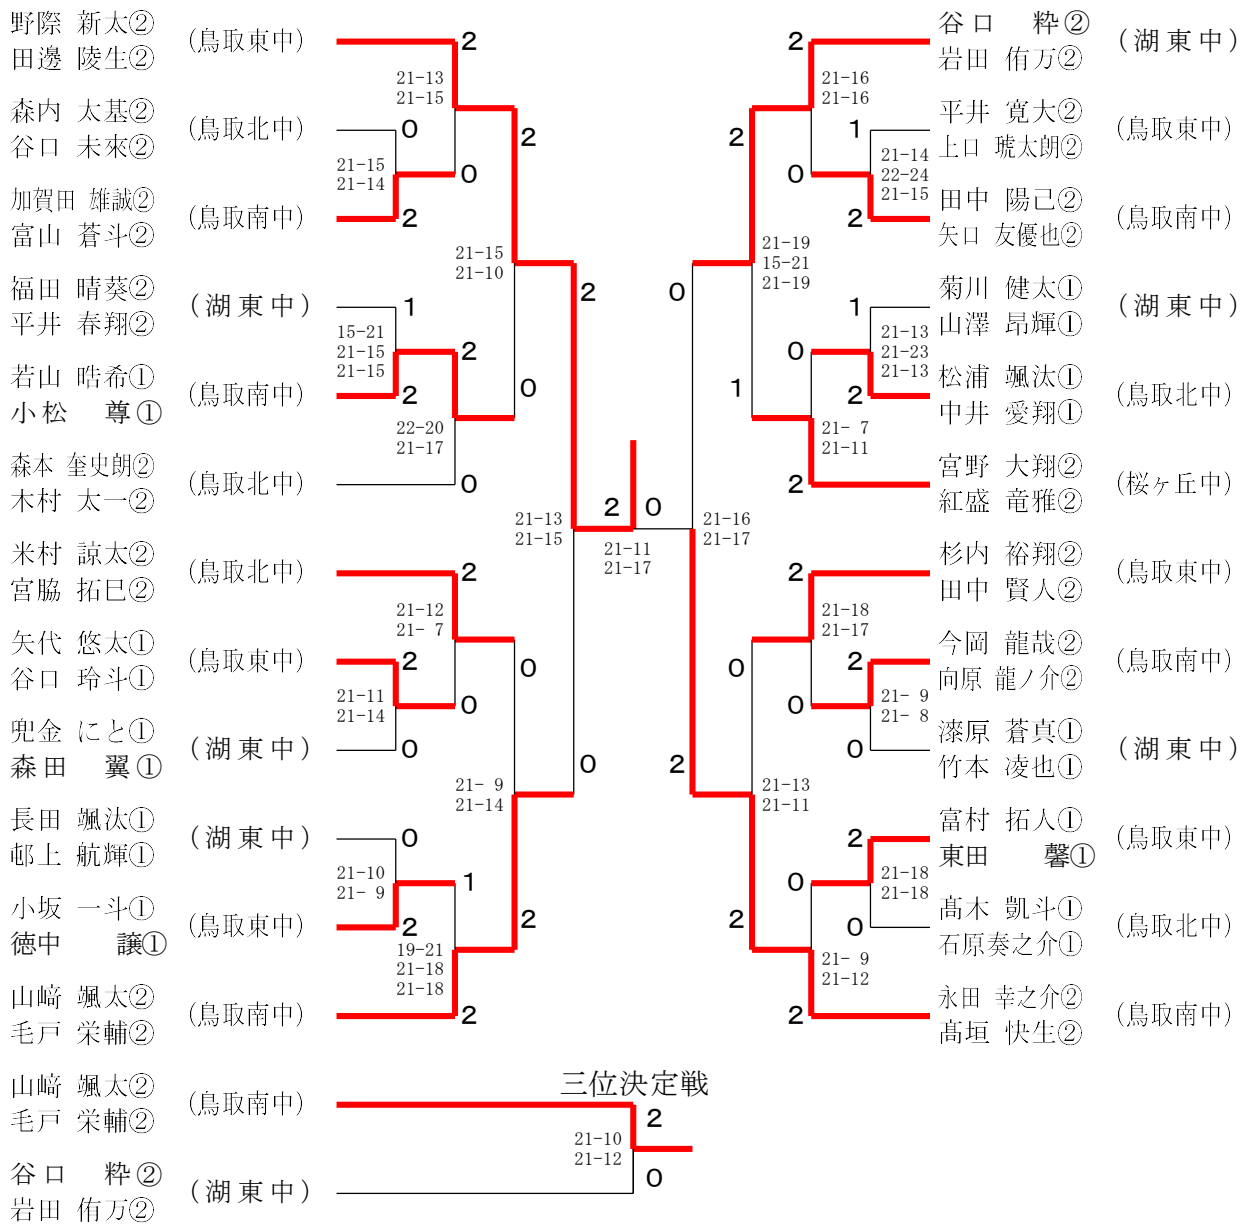 野際 新太②
田邊 陵生②
(鳥取東中)
2
21-13
21-15
森内 太基②
谷口 未來②
(鳥取北中)
0
21-15
21-14
0
加賀田 雄誠②
富山 蒼斗②
(鳥取南中)
2
2
21-15
21-10
福田 晴葵②
平井 春翔②
(湖東中)
1
15-21
21-15
21-15
2
若山 晧希①
小松 尊①
(鳥取南中)
2
0
22-20
21-17
森本 奎史朗②
木村 太一②
(鳥取北中)
0
2
21-13
21-15
米村 諒太②
宮脇 拓巳②
(鳥取北中)
2
21-12
21- 7
矢代 悠太①
谷口 玲斗①
(鳥取東中)
2
21-11
21-14
0
兜金 にと①
森田 翼①
(湖東中)
0
0
21- 9
21-14
0
長田 颯汰①
邨上 航輝①
(湖東中)
0
21-10
21- 9
1
小坂 一斗①
徳中 譲①
(鳥取東中)
2
2
19-21
21-18
21-18
山﨑 颯太②
毛戸 栄輔②
(鳥取南中)
2
2
0
21-11
21-17
谷口 粋②
岩田 侑万②
(湖東中)
2
21-16
21-16
平井 寛大②
上口 琥太朗②
(鳥取東中)
1
21-14
22-24
21-15
0
田中 陽己②
矢口 友優也②
(鳥取南中)
2
2
21-19
15-21
21-19
0
菊川 健太①
山澤 昂輝①
(湖東中)
1
21-13
21-23
21-13
0
松浦 颯汰①
中井 愛翔①
(鳥取北中)
2
1
21- 7
21-11
宮野 大翔②
紅盛 竜雅②
(桜ヶ丘中)
2
21-16
21-17
杉内 裕翔②
田中 賢人②
(鳥取東中)
2
21-18
21-17
今岡 龍哉②
向原 龍ノ介②
(鳥取南中)
2
21- 9
21- 8
0
漆原 蒼真①
竹本 凌也①
(湖東中)
0
0
21-13
21-11
2
富村 拓人①
東田 馨①
(鳥取東中)
2
21-18
21-18
0
髙木 凱斗①
石原奏之介①
(鳥取北中)
0
2
21- 9
21-12
永田 幸之介②
髙垣 快生②
(鳥取南中)
2
三位決定戦
山﨑 颯太②
毛戸 栄輔②
(鳥取南中)
2
21-10
21-12
谷口 粋②
岩田 侑万②
(湖東中)
0